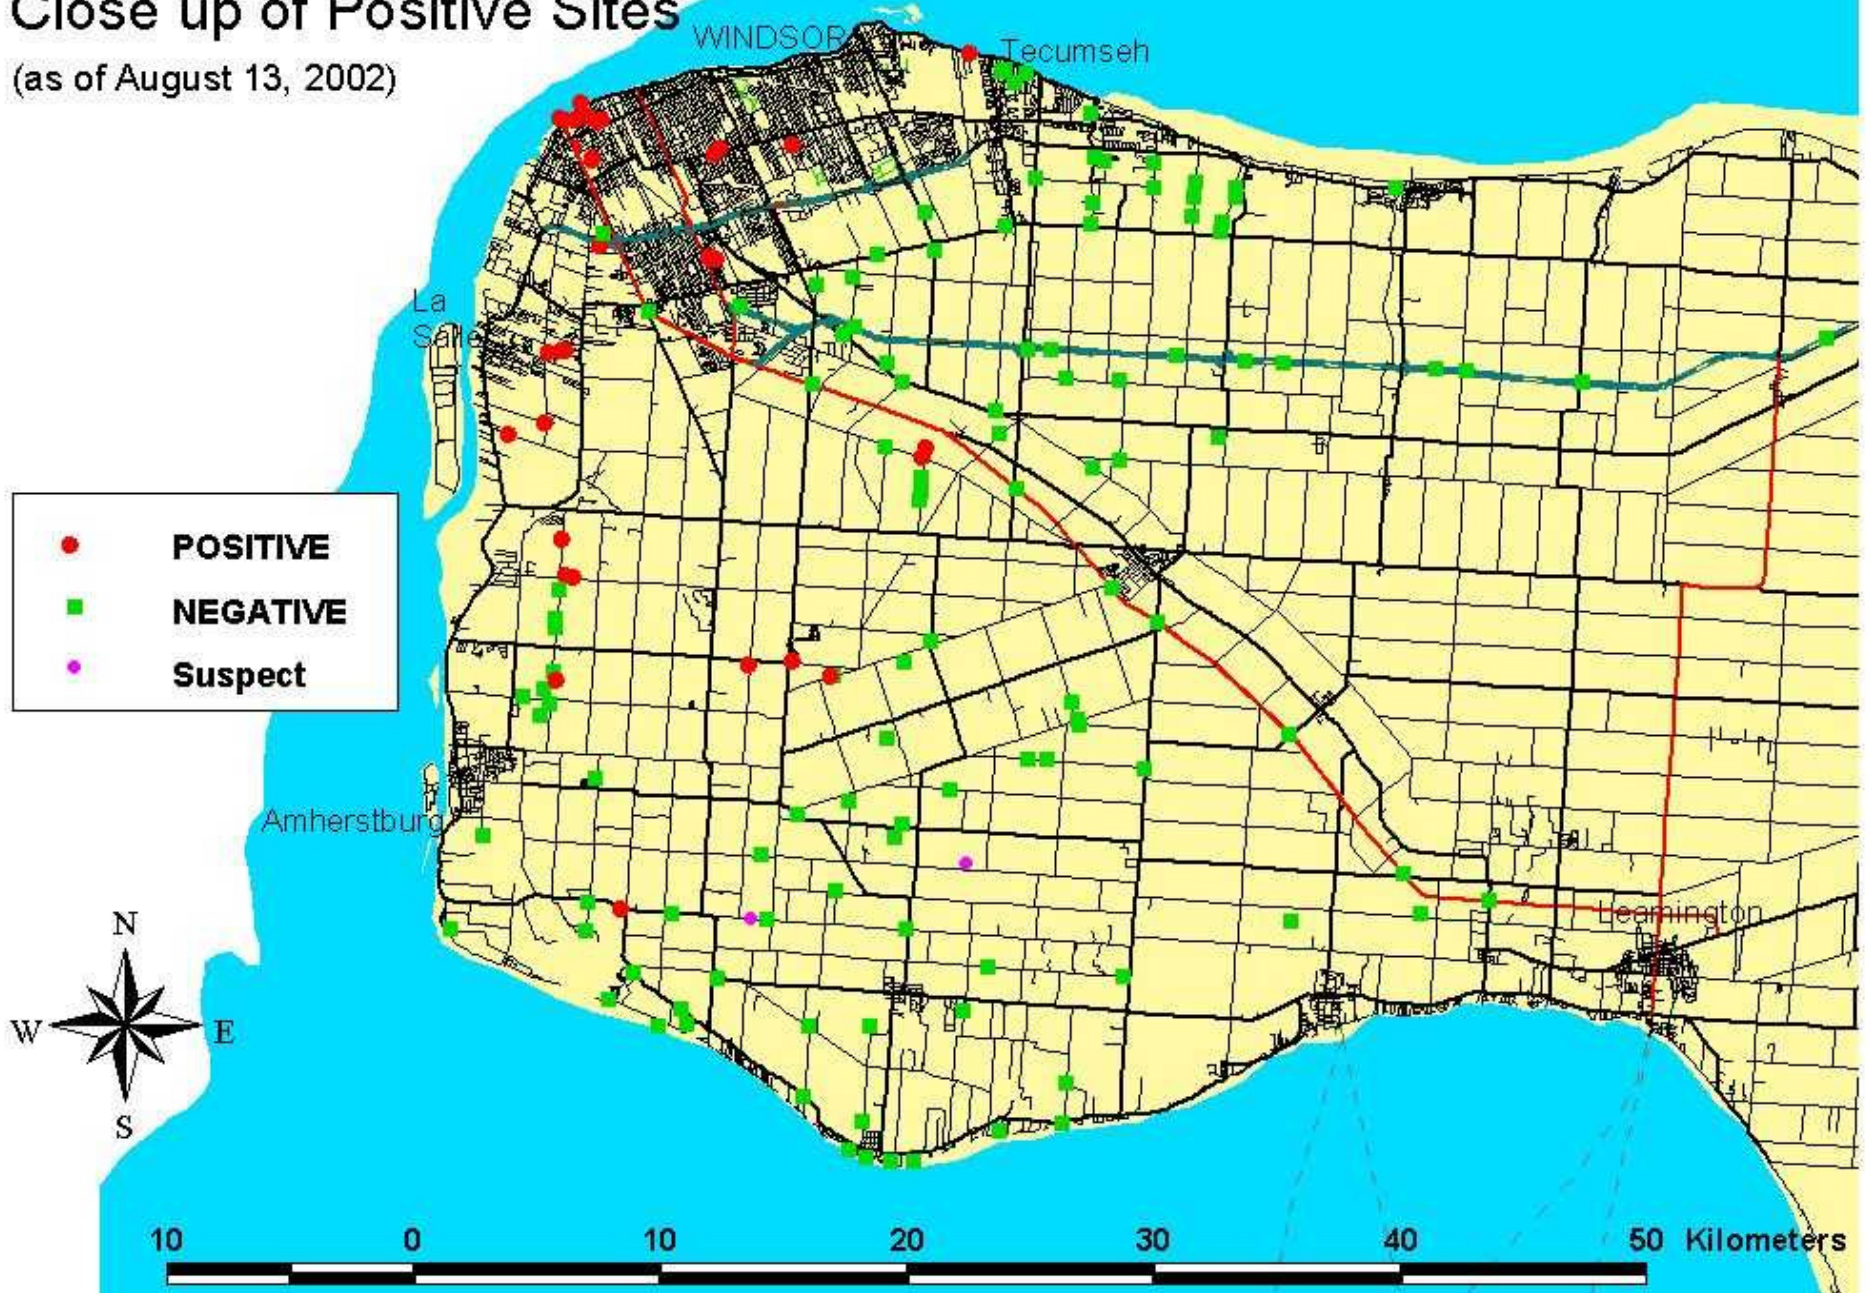 Close up of Positive Sites
(as of August 13, 2002)
WINDSOR
Tecumseh
La
Salle
POSITIVE
NEGATIVE
Suspect
Amherstburg
Leamington
N
W E
S
10 0 10 20 30 40 50 Kilometers